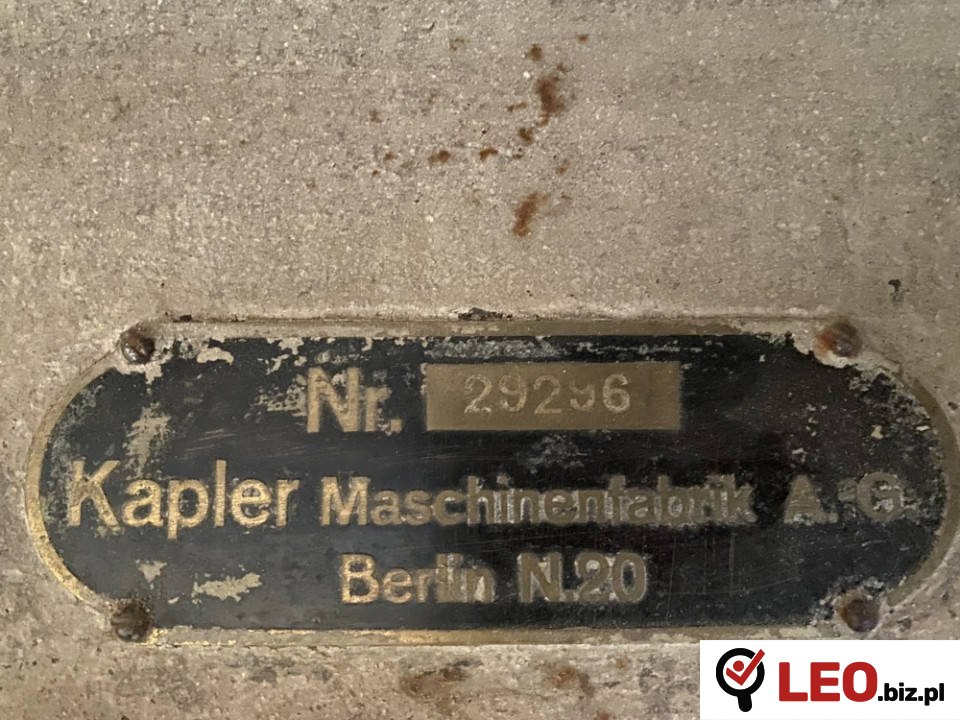 Nr. 29296
Kapler Maschinenfabrik A.-G.
Berlin N.20
LEO.biz.pl